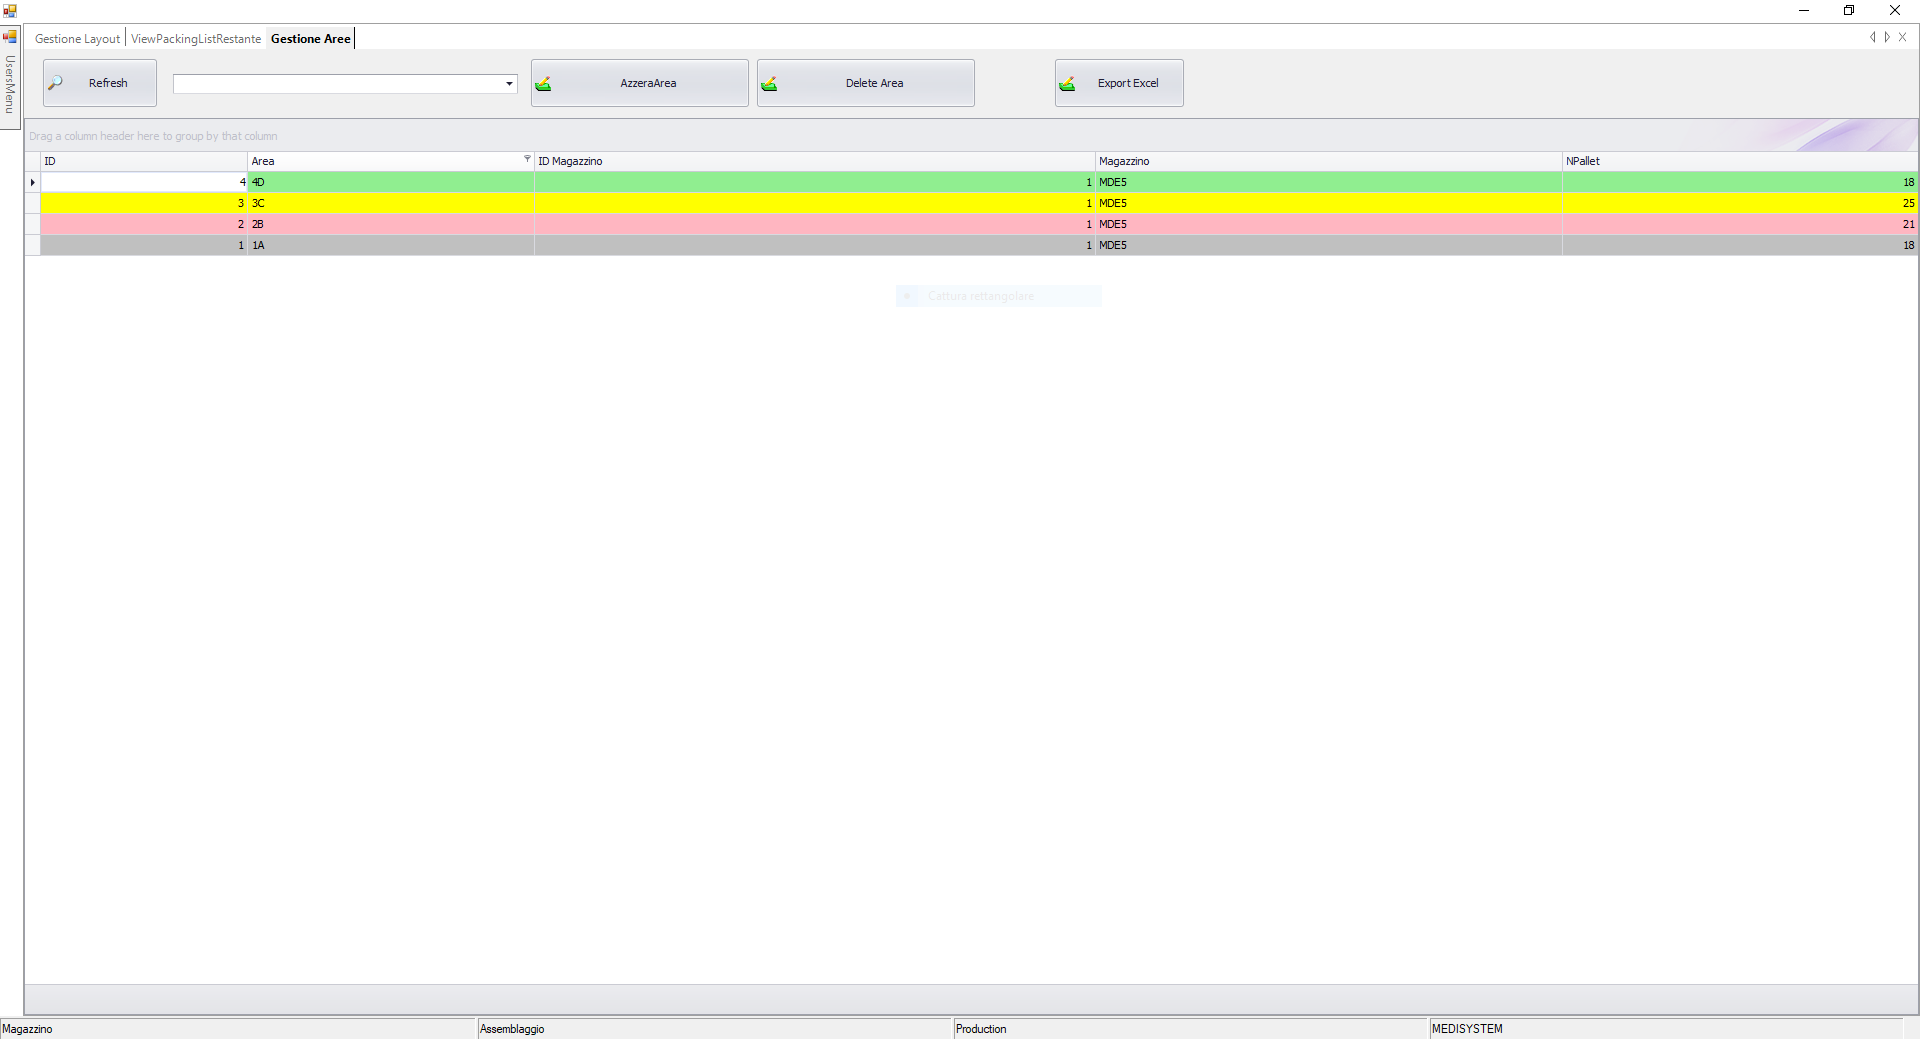 Gestione Layout ViewPackingListRestante Gestione Aree
UsersMenu
Refresh AzzeraArea Delete Area Export Excel
Drag a column header here to group by that column
ID Area ID Magazzino Magazzino NPallet
4 4D 1 MDE5 18
3 3C 1 MDE5 25
2 2B 1 MDE5 21
1 1A 1 MDE5 18
Cattura rettangolare
Magazzino Assemblaggio Production MEDISYSTEM